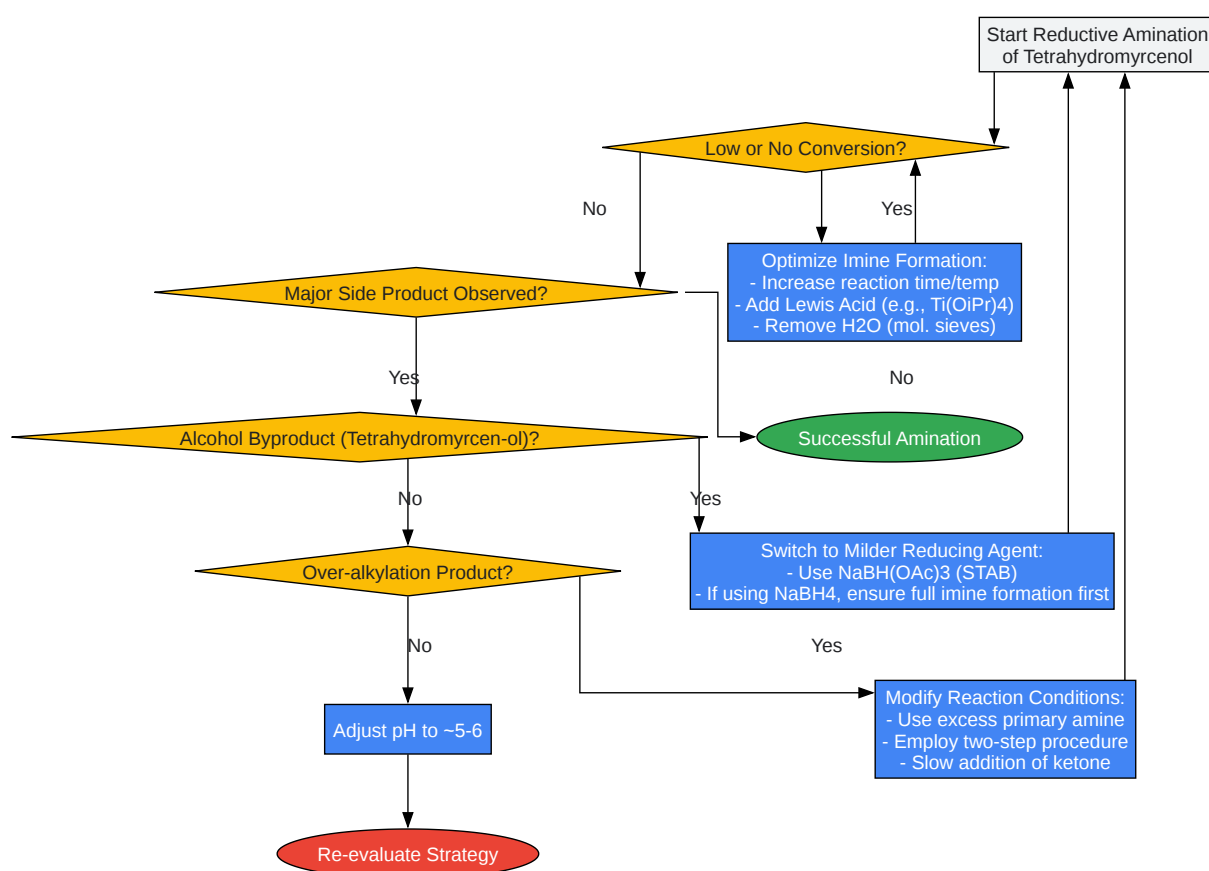 Start Reductive Amination
of Tetrahydromyrcenol
Low or No Conversion?
No
Yes
Optimize Imine Formation:
- Increase reaction time/temp
- Add Lewis Acid (e.g., Ti(OiPr)4)
- Remove H2O (mol. sieves)
Major Side Product Observed?
Yes
No
Alcohol Byproduct (Tetrahydromyrcen-ol)?
Successful Amination
No
Yes
Switch to Milder Reducing Agent:
- Use NaBH(OAc)3 (STAB)
- If using NaBH4, ensure full imine formation first
Over-alkylation Product?
No
Yes
Modify Reaction Conditions:
- Use excess primary amine
- Employ two-step procedure
- Slow addition of ketone
Adjust pH to ~5-6
Re-evaluate Strategy